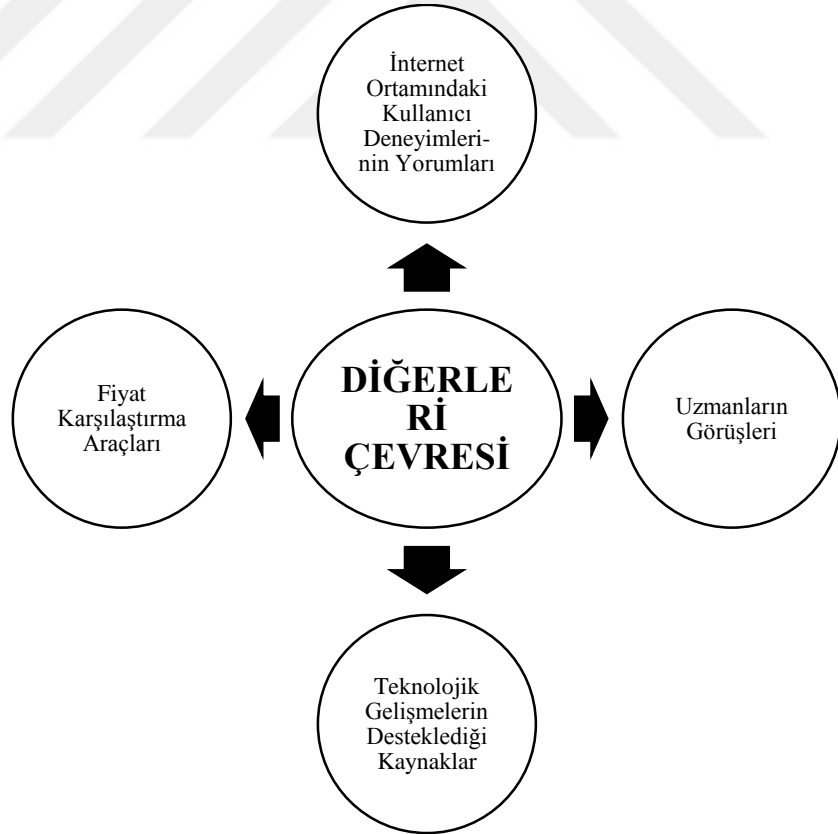 İnternet
Ortamındaki
Kullanıcı
Deneyimleri-
nin Yorumları
Fiyat
Karşılaştırma
Araçları
DİĞERLE
Rİ
ÇEVRESİ
Uzmanların
Görüşleri
Teknolojik
Gelişmelerin
Desteklediği
Kaynaklar